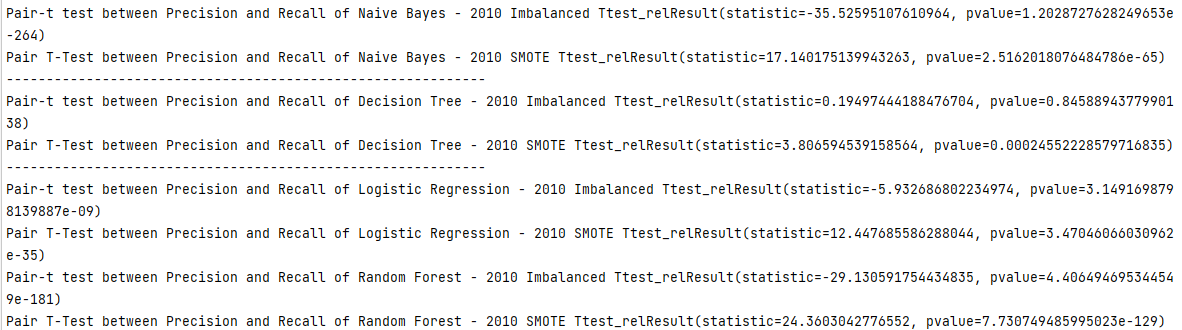 Pair-t test between Precision and Recall of Naive Bayes - 2010 Imbalanced Ttest_relResult(statistic=-35.52595107610964, pvalue=1.2028727628249653e
-264)
Pair T-Test between Precision and Recall of Naive Bayes - 2010 SMOTE Ttest_relResult(statistic=17.140175139943263, pvalue=2.5162018076484786e-65)
------------------------------------------------------------
Pair-t test between Precision and Recall of Decision Tree - 2010 Imbalanced Ttest_relResult(statistic=0.19497444188476704, pvalue=0.84588943779901
38)
Pair T-Test between Precision and Recall of Decision Tree - 2010 SMOTE Ttest_relResult(statistic=3.806594539158564, pvalue=0.00024552228579716835)
------------------------------------------------------------
Pair-t test between Precision and Recall of Logistic Regression - 2010 Imbalanced Ttest_relResult(statistic=-5.932686802234974, pvalue=3.149169879
8139887e-09)
Pair T-Test between Precision and Recall of Logistic Regression - 2010 SMOTE Ttest_relResult(statistic=12.447685586288044, pvalue=3.47046066030962
e-35)
Pair-t test between Precision and Recall of Random Forest - 2010 Imbalanced Ttest_relResult(statistic=-29.130591754434835, pvalue=4.40649469534454
9e-181)
Pair T-Test between Precision and Recall of Random Forest - 2010 SMOTE Ttest_relResult(statistic=24.3603042776552, pvalue=7.730749485995023e-129)